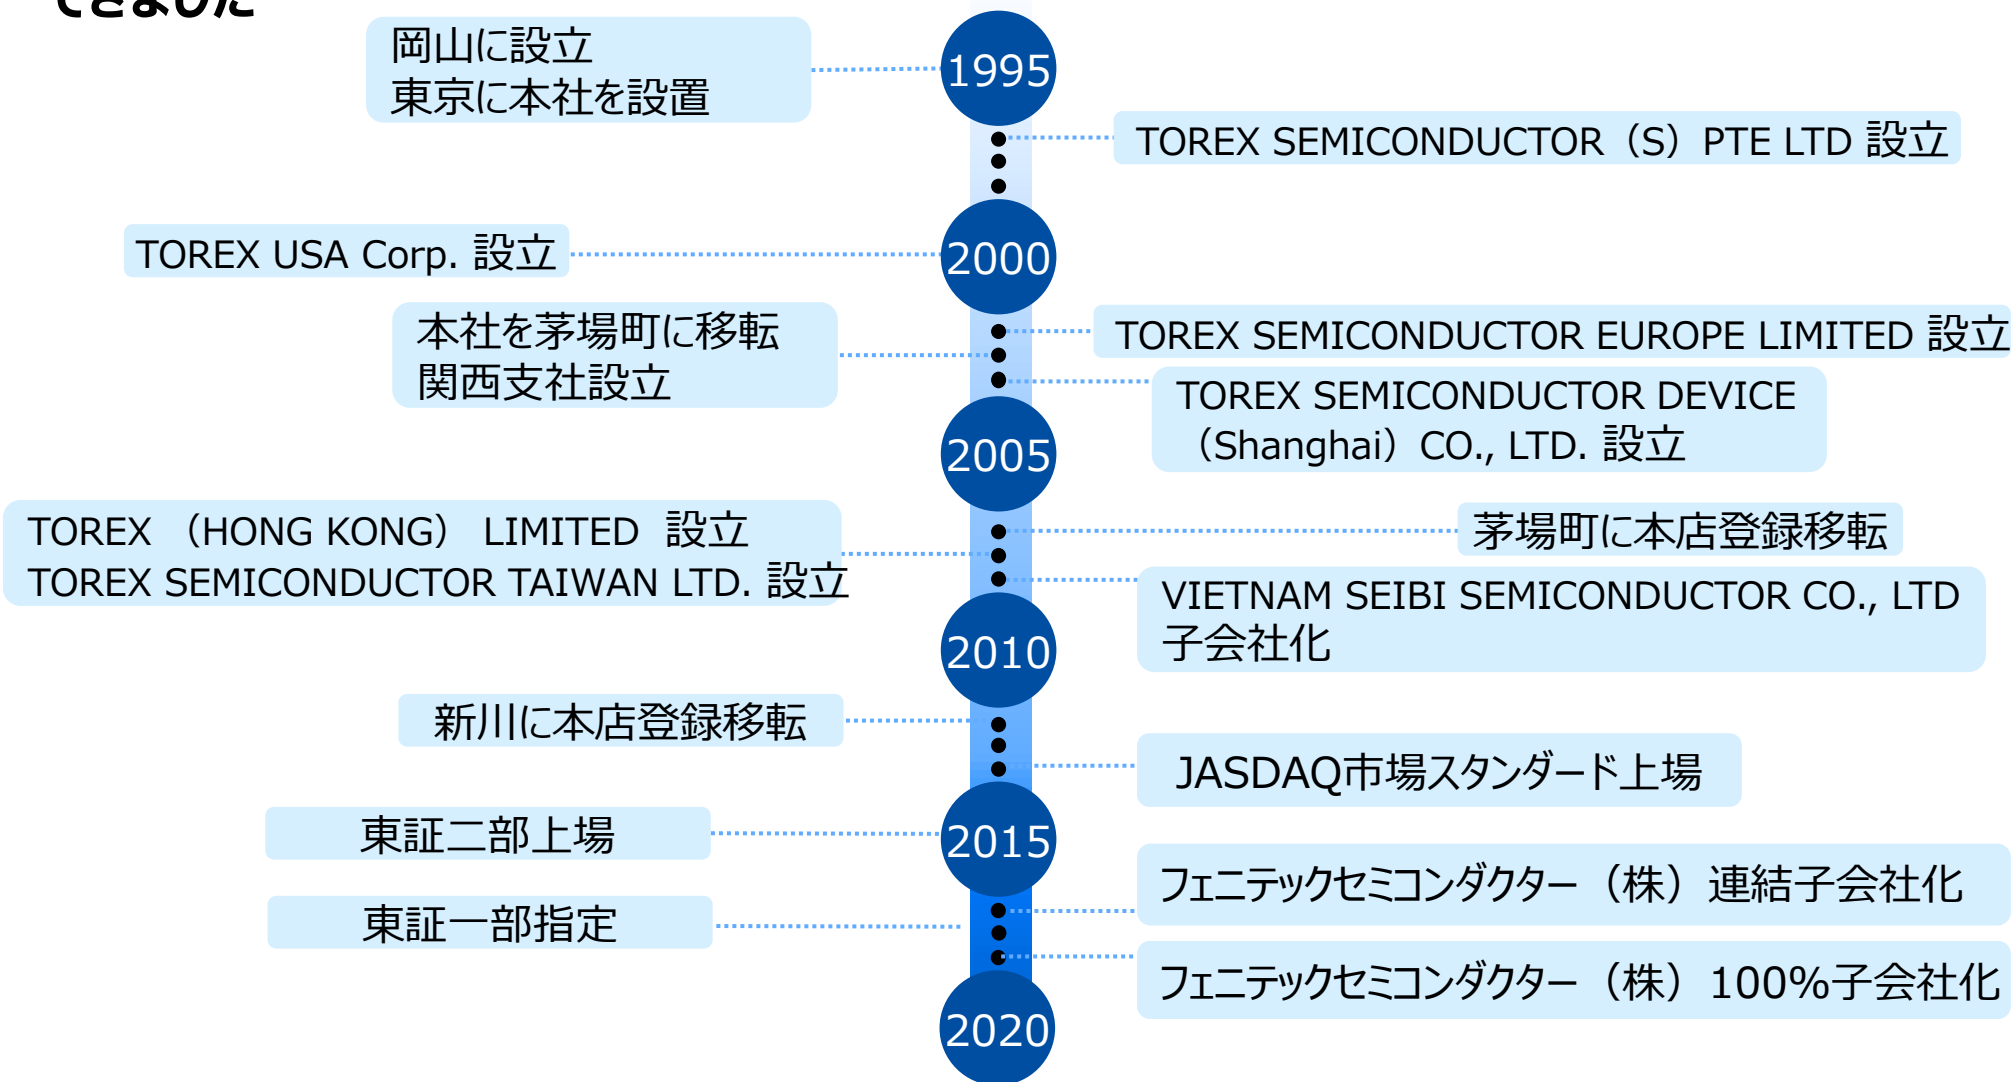 岡山に設立
東京に本社を設置
1995
TOREX SEMICONDUCTOR（S）PTE LTD 設立
TOREX USA Corp. 設立
2000
本社を茅場町に移転
関西支社設立
TOREX SEMICONDUCTOR EUROPE LIMITED 設立
TOREX SEMICONDUCTOR DEVICE
（Shanghai）CO., LTD. 設立
2005
TOREX （HONG KONG） LIMITED 設立
TOREX SEMICONDUCTOR TAIWAN LTD. 設立
茅場町に本店登録移転
VIETNAM SEIBI SEMICONDUCTOR CO., LTD
子会社化
2010
新川に本店登録移転
JASDAQ市場スタンダード上場
東証二部上場
2015
フェニテックセミコンダクター（株）連結子会社化
東証一部指定
フェニテックセミコンダクター（株）100%子会社化
2020